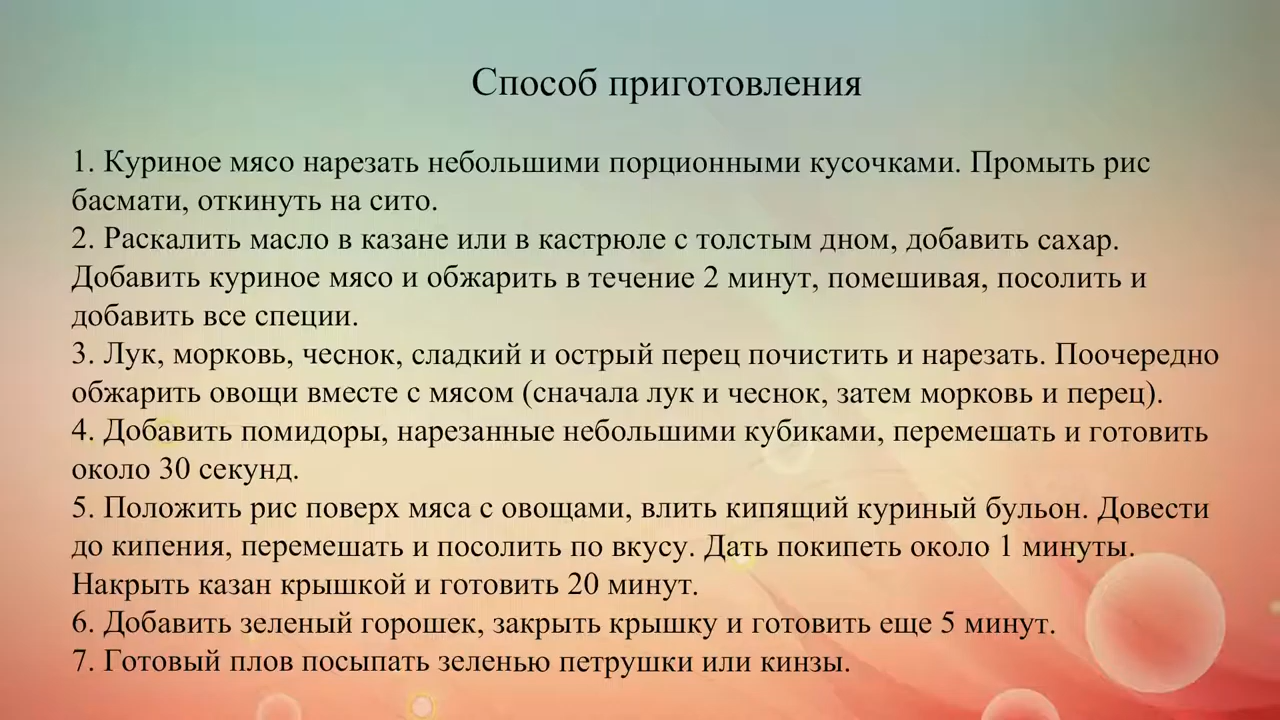 Способ приготовления
1. Куриное мясо нарезать небольшими порционными кусочками. Промыть рис
басмати, откинуть на сито.
2. Раскалить масло в казане или в кастрюле с толстым дном, добавить сахар.
Добавить куриное мясо и обжарить в течение 2 минут, помешивая, посолить и
добавить все специи.
3. Лук, морковь, чеснок, сладкий и острый перец почистить и нарезать. Поочередно
обжарить овощи вместе с мясом (сначала лук и чеснок, затем морковь и перец).
4. Добавить помидоры, нарезанные небольшими кубиками, перемешать и готовить
около 30 секунд.
5. Положить рис поверх мяса с овощами, влить кипящий куриный бульон. Довести
до кипения, перемешать и посолить по вкусу. Дать покипеть около 1 минуты.
Накрыть казан крышкой и готовить 20 минут.
6. Добавить зеленый горошек, закрыть крышку и готовить еще 5 минут.
7. Готовый плов посыпать зеленью петрушки или кинзы.